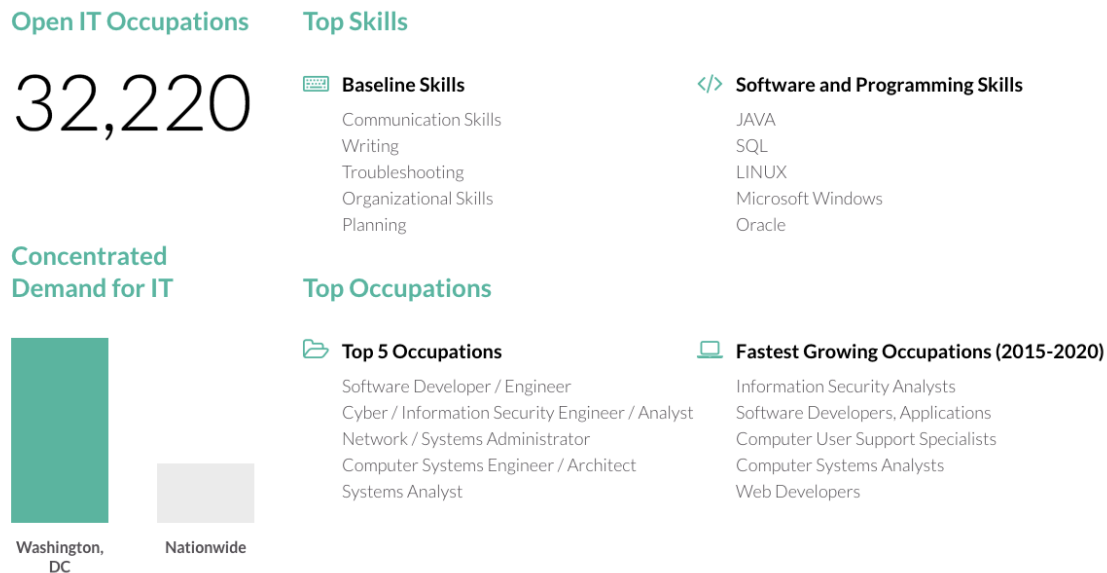 Open IT Occupations
32,220
Concentrated
Demand for IT
Washington,
DC
Nationwide
Top Skills
Baseline Skills
Communication Skills
Writing
Troubleshooting
Organizational Skills
Planning
Software and Programming Skills
JAVA
SQL
LINUX
Microsoft Windows
Oracle
Top Occupations
Top 5 Occupations
Software Developer / Engineer
Cyber / Information Security Engineer / Analyst
Network / Systems Administrator
Computer Systems Engineer / Architect
Systems Analyst
Fastest Growing Occupations (2015-2020)
Information Security Analysts
Software Developers, Applications
Computer User Support Specialists
Computer Systems Analysts
Web Developers